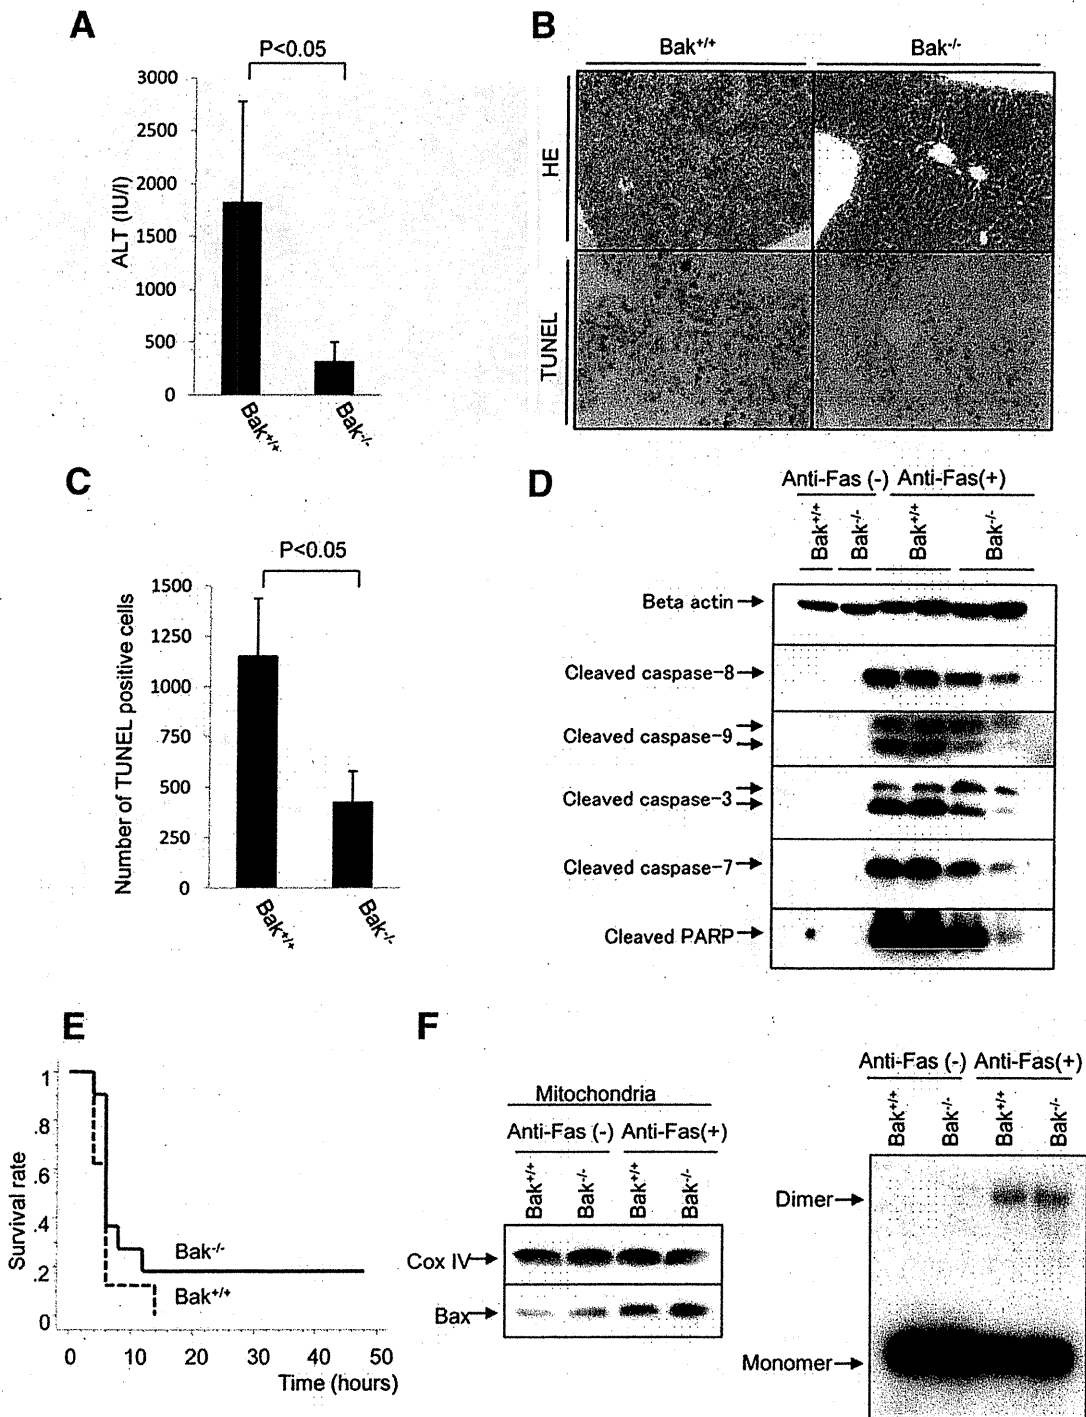 A
P<0.05
3000
2500
2000
1500
1000
500
0
ALT (IU/l)
Bak+/+
Bak-/-
B
Bak+/+
Bak-/-
HE
TUNEL
C
P<0.05
1500
1250
1000
750
500
250
0
Number of TUNEL positive cells
Bak+/+
Bak-/-
D
Anti-Fas (-) Anti-Fas(+)
Bak+/+
Bak-/-
Bak+/+
Bak-/-
Beta actin
Cleaved caspase-8
Cleaved caspase-9
Cleaved caspase-3
Cleaved caspase-7
Cleaved PARP
E
1
.8
.6
.4
.2
0
Survival rate
Bak-/-
Bak+/+
0 10 20 30 40 50
Time (hours)
F
Mitochondria
Anti-Fas (-) Anti-Fas(+)
Bak+/+
Bak-/-
Bak+/+
Bak-/-
Cox IV
Bax
Anti-Fas (-) Anti-Fas(+)
Bak+/+
Bak-/-
Bak+/+
Bak-/-
Dimer
Monomer